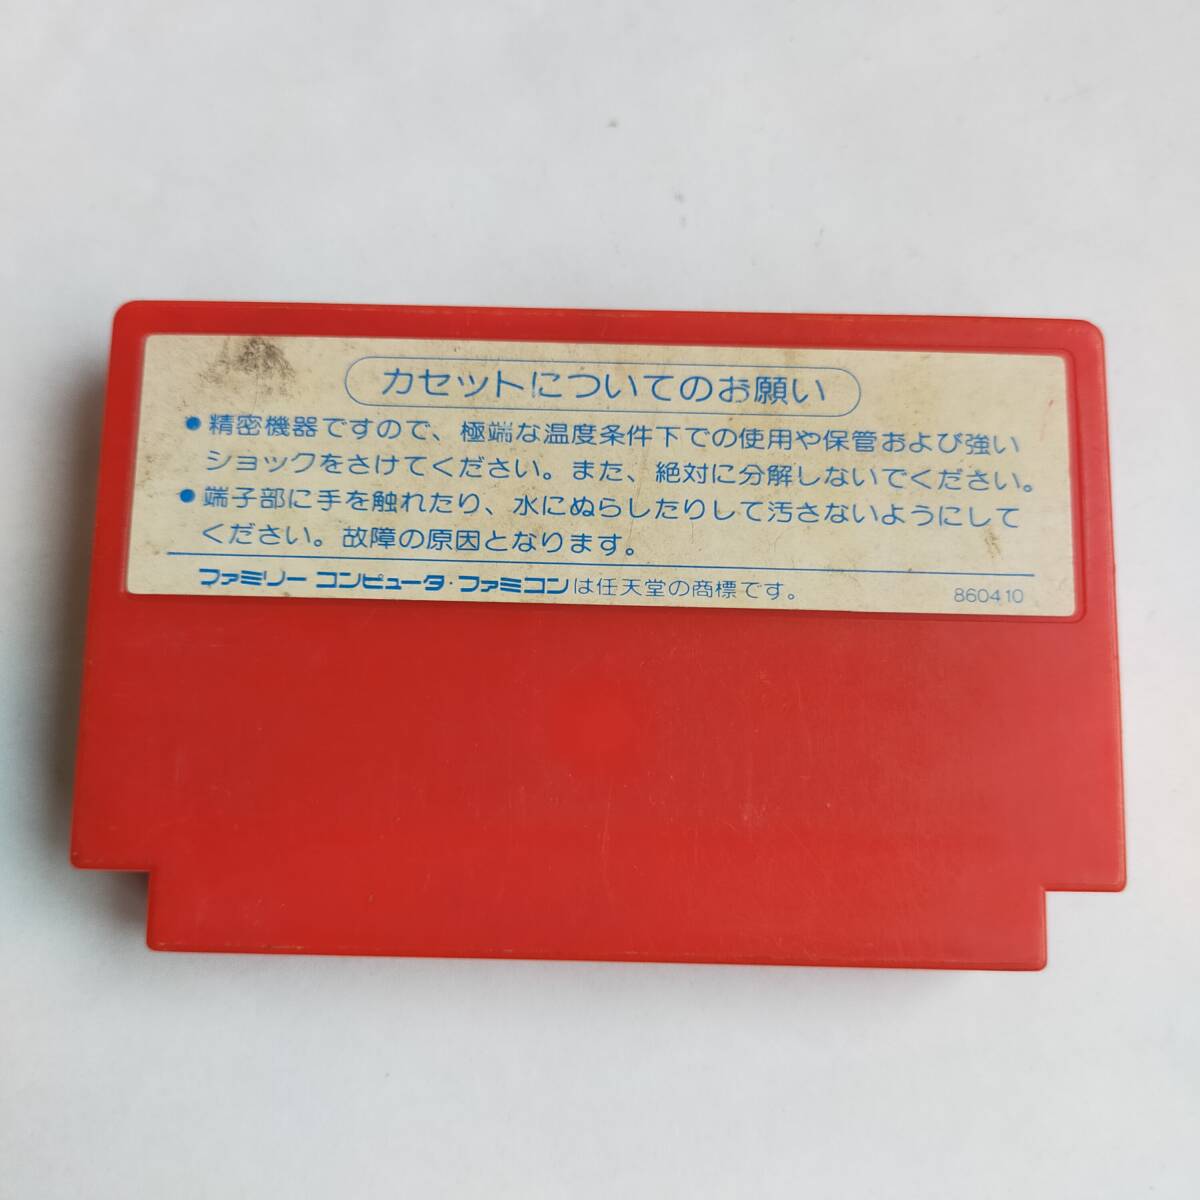 カセットについてのお願い
●精密機器ですので、極端な温度条件下での使用や保管および強い
ショックをさけてください。また、絶対に分解しないでください。
●端子部に手を触れたり、水にぬらしたりして汚さないようにして
ください。故障の原因となります。
ファミリー コンピュータ・ファミコンは任天堂の商標です。
860410